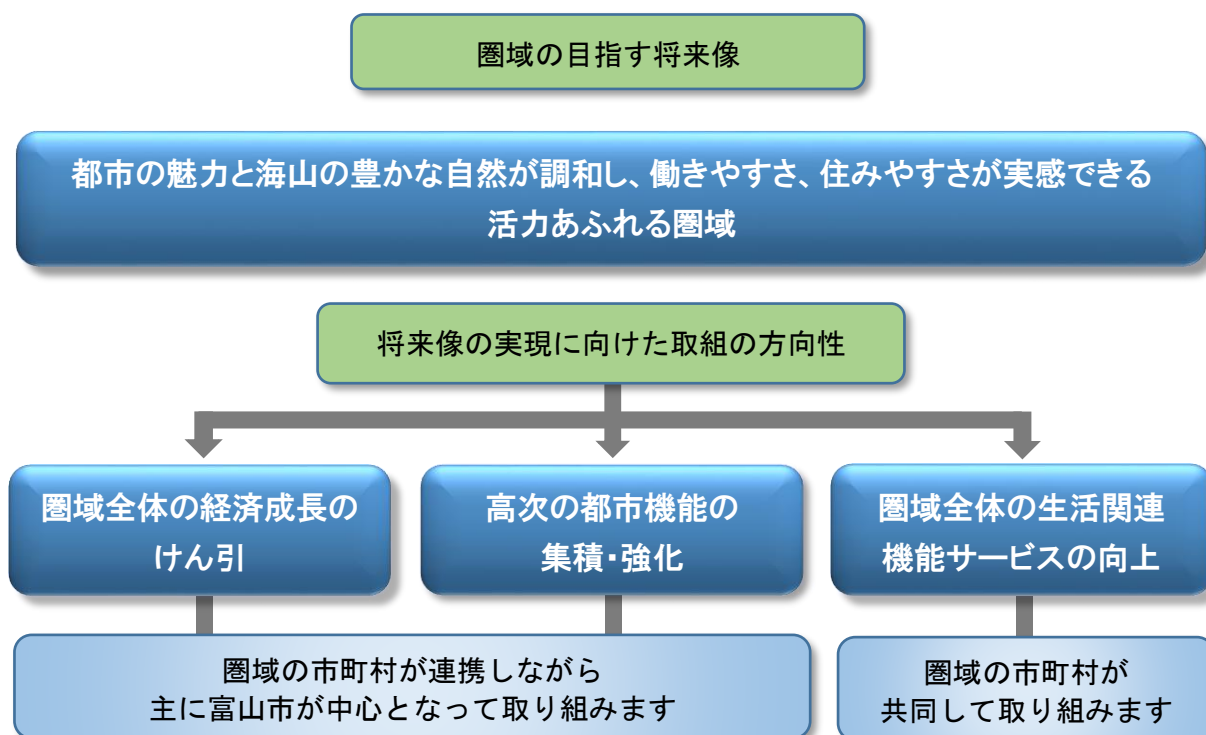 圏域の目指す将来像
都市の魅力と海山の豊かな自然が調和し、働きやすさ、住みやすさが実感できる
活力あふれる圏域
将来像の実現に向けた取組の方向性
圏域全体の経済成長の
けん引
高次の都市機能の
集積・強化
圏域全体の生活関連
機能サービスの向上
圏域の市町村が連携しながら
主に富山市が中心となって取り組みます
圏域の市町村が
共同して取り組みます